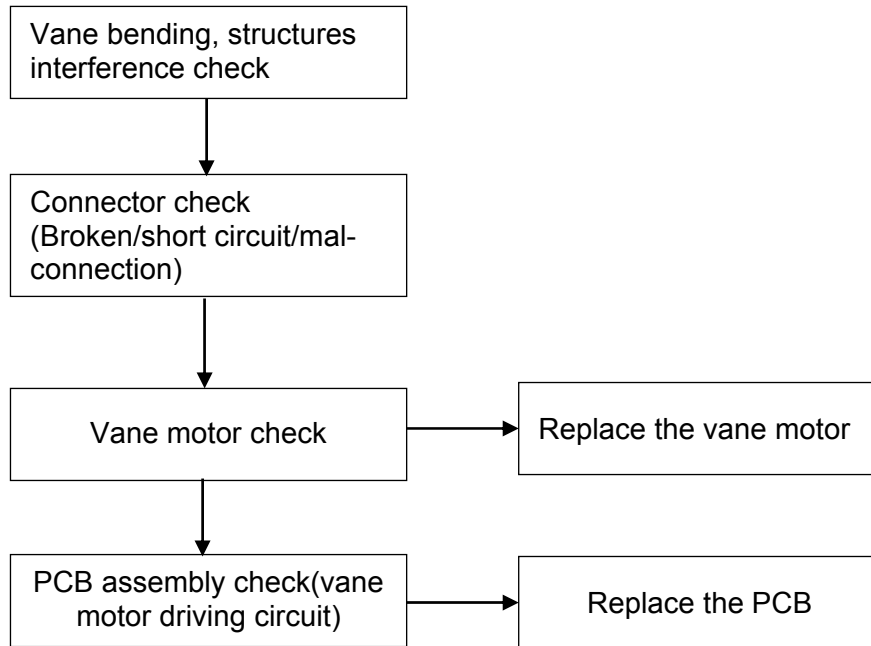 Vane bending, structures
interference check
Connector check
(Broken/short circuit/mal-
connection)
Vane motor check
Replace the vane motor
PCB assembly check(vane
motor driving circuit)
Replace the PCB